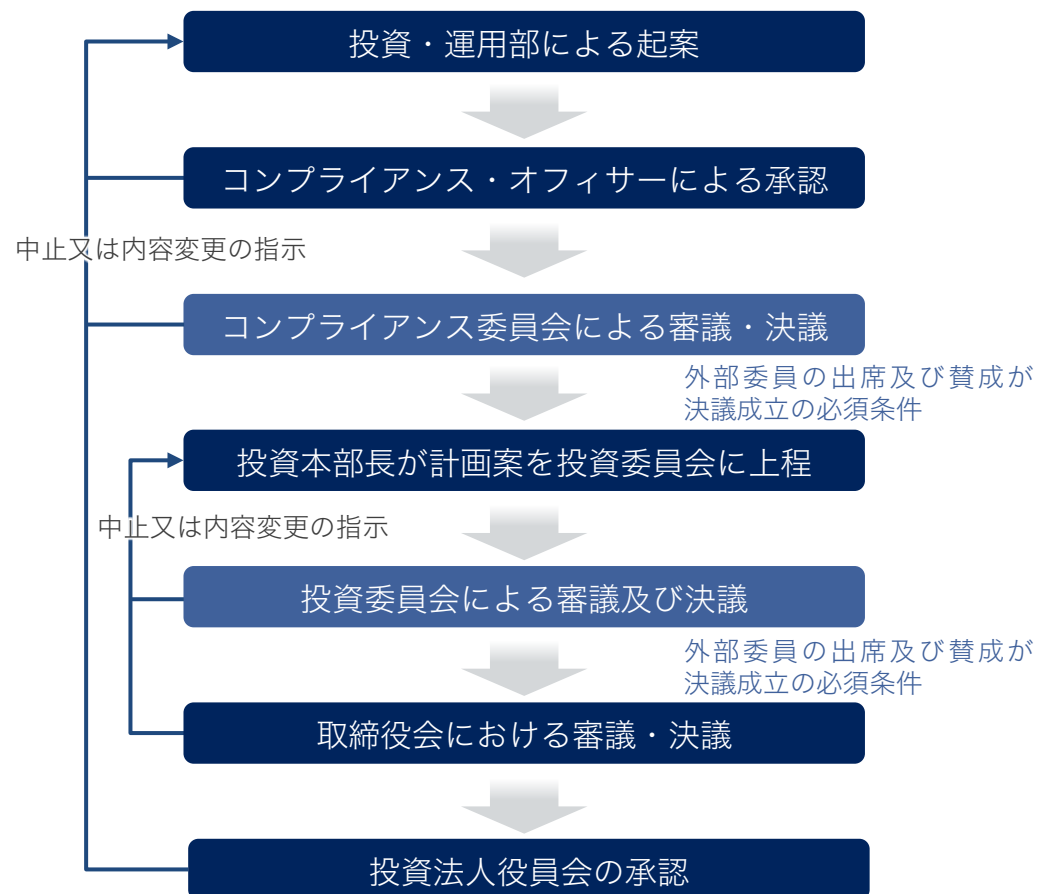 投資・運用部による起案
コンプライアンス・オフィサーによる承認
中止又は内容変更の指示
コンプライアンス委員会による審議・決議
外部委員の出席及び賛成が
決議成立の必須条件
投資本部長が計画案を投資委員会に上程
中止又は内容変更の指示
投資委員会による審議及び決議
外部委員の出席及び賛成が
決議成立の必須条件
取締役会における審議・決議
投資法人役員会の承認